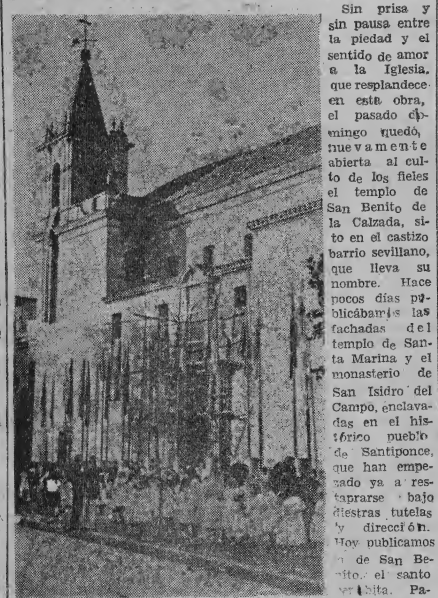 Sin prisa y
sin pausa entre
la piedad y el
sentido de amor
a la Iglesia,
que resplandece
en esta obra,
el pasado do-
mingo quedó,
nuevamente
abierta al cul-
to de los fieles
el templo de
San Benito de
la Calzada, si-
to en el castizo
barrio sevillano,
que lleva su
nombre. Hace
pocos días pu-
blicábamos las
fachadas del
templo de San-
ta Marina y el
monasterio de
San Isidro del
Campo, enclava-
das en el his-
tórico pueblo
de Santiponce,
que han empe-
zado ya a res-
taprarse bajo
diestras tutelas
y dirección.
Hoy publicamos
de San Be-
nito, el santo
Pa-